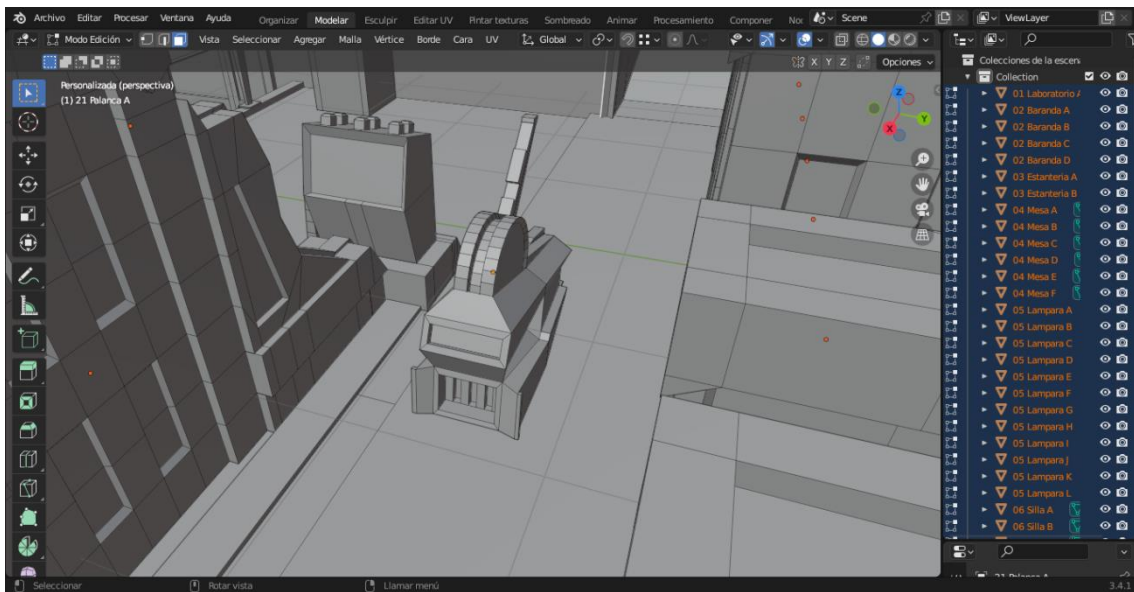 Archivo Editar Procesar Ventana Ayuda Organizar Modelar Esculpir Editar UV Pintar texturas Sombreado Animar Procesamiento Componer Scene ViewLayer
Modo Edición Vista Seleccionar Agregar Malla Vértice Borde Cara UV Global
X Y Z Opciones
Personalizada (perspectiva)
(1) 21 Palanca A
Z
Y
X
Colecciones de la escen
Collection
01 Laboratorio
02 Baranda A
02 Baranda B
02 Baranda C
02 Baranda D
03 Estanteria A
03 Estanteria B
04 Mesa A
04 Mesa B
04 Mesa C
04 Mesa D
04 Mesa E
04 Mesa F
05 Lampara A
05 Lampara B
05 Lampara C
05 Lampara D
05 Lampara E
05 Lampara F
05 Lampara G
05 Lampara H
05 Lampara I
05 Lampara J
05 Lampara K
05 Lampara L
06 Silla A
06 Silla B
Seleccionar Rotar vista Llamar menú 3.4.1